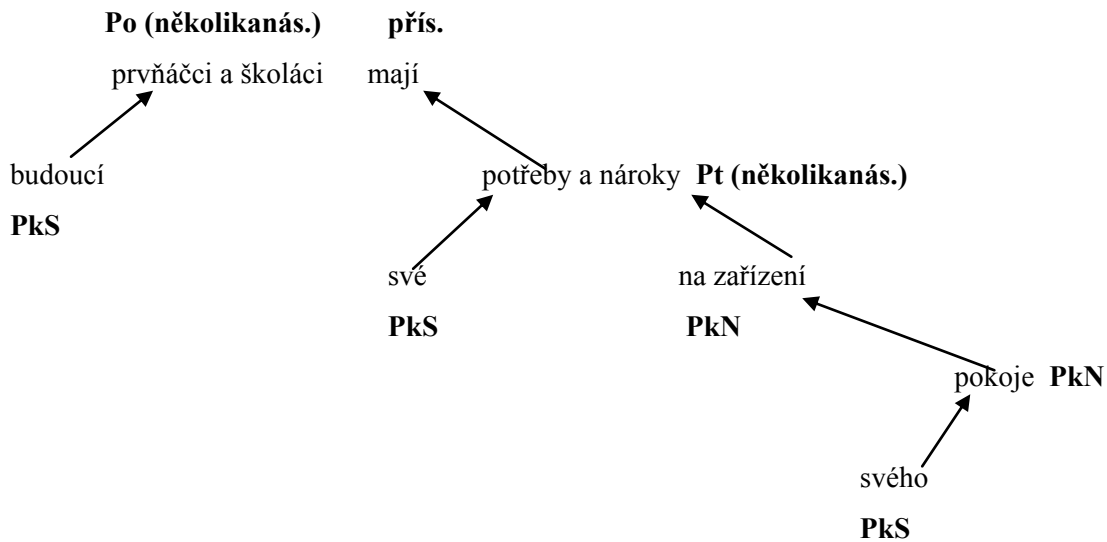 Po (několikanás.) přís.
prvňáčci a školáci mají
budoucí
potřeby a nároky Pt (několikanás.)
PkS
své
na zařízení
PkS
PkN
pokoje PkN
svého
PkS